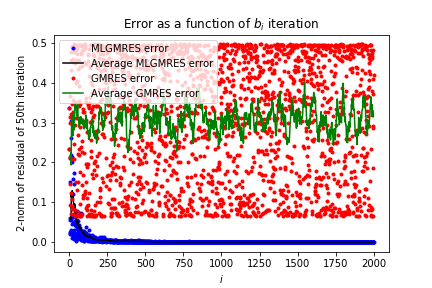 Error as a function of b_i iteration
MLGMRES error
Average MLGMRES error
GMRES error
Average GMRES error
2-norm of residual of 50th iteration
0.5
0.4
0.3
0.2
0.1
0.0
0 250 500 750 1000 1250 1500 1750 2000
i